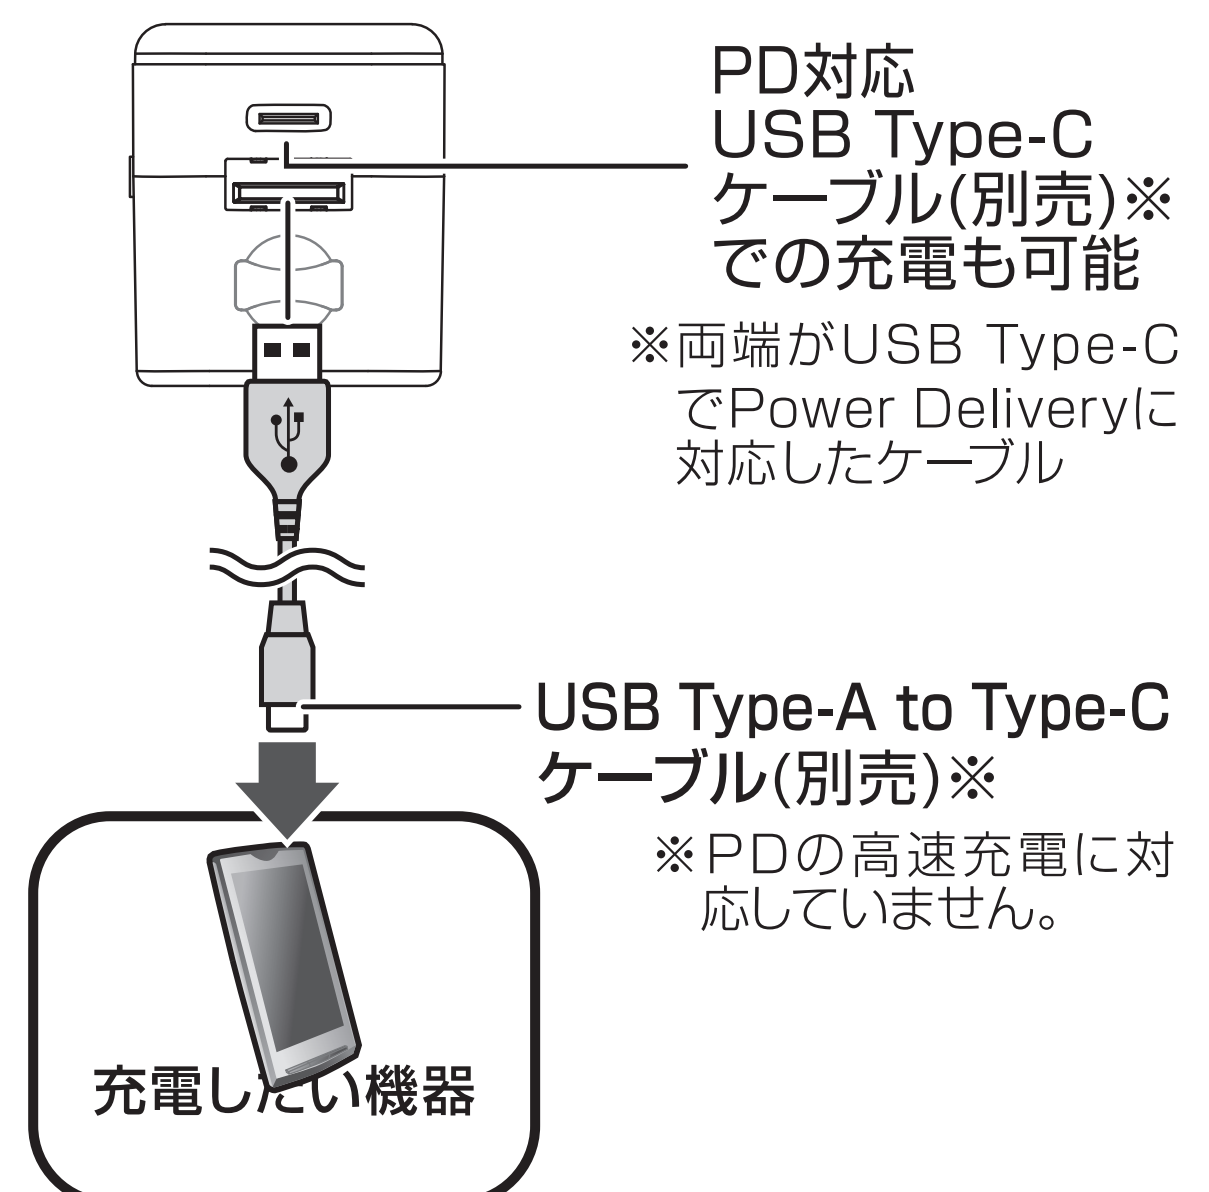 PD対応
USB Type-C
ケーブル(別売)※
での充電も可能
※両端がUSB Type-C
でPower Deliveryに
対応したケーブル
USB Type-A to Type-C
ケーブル(別売)※
※PDの高速充電に対
応していません。
充電したい機器